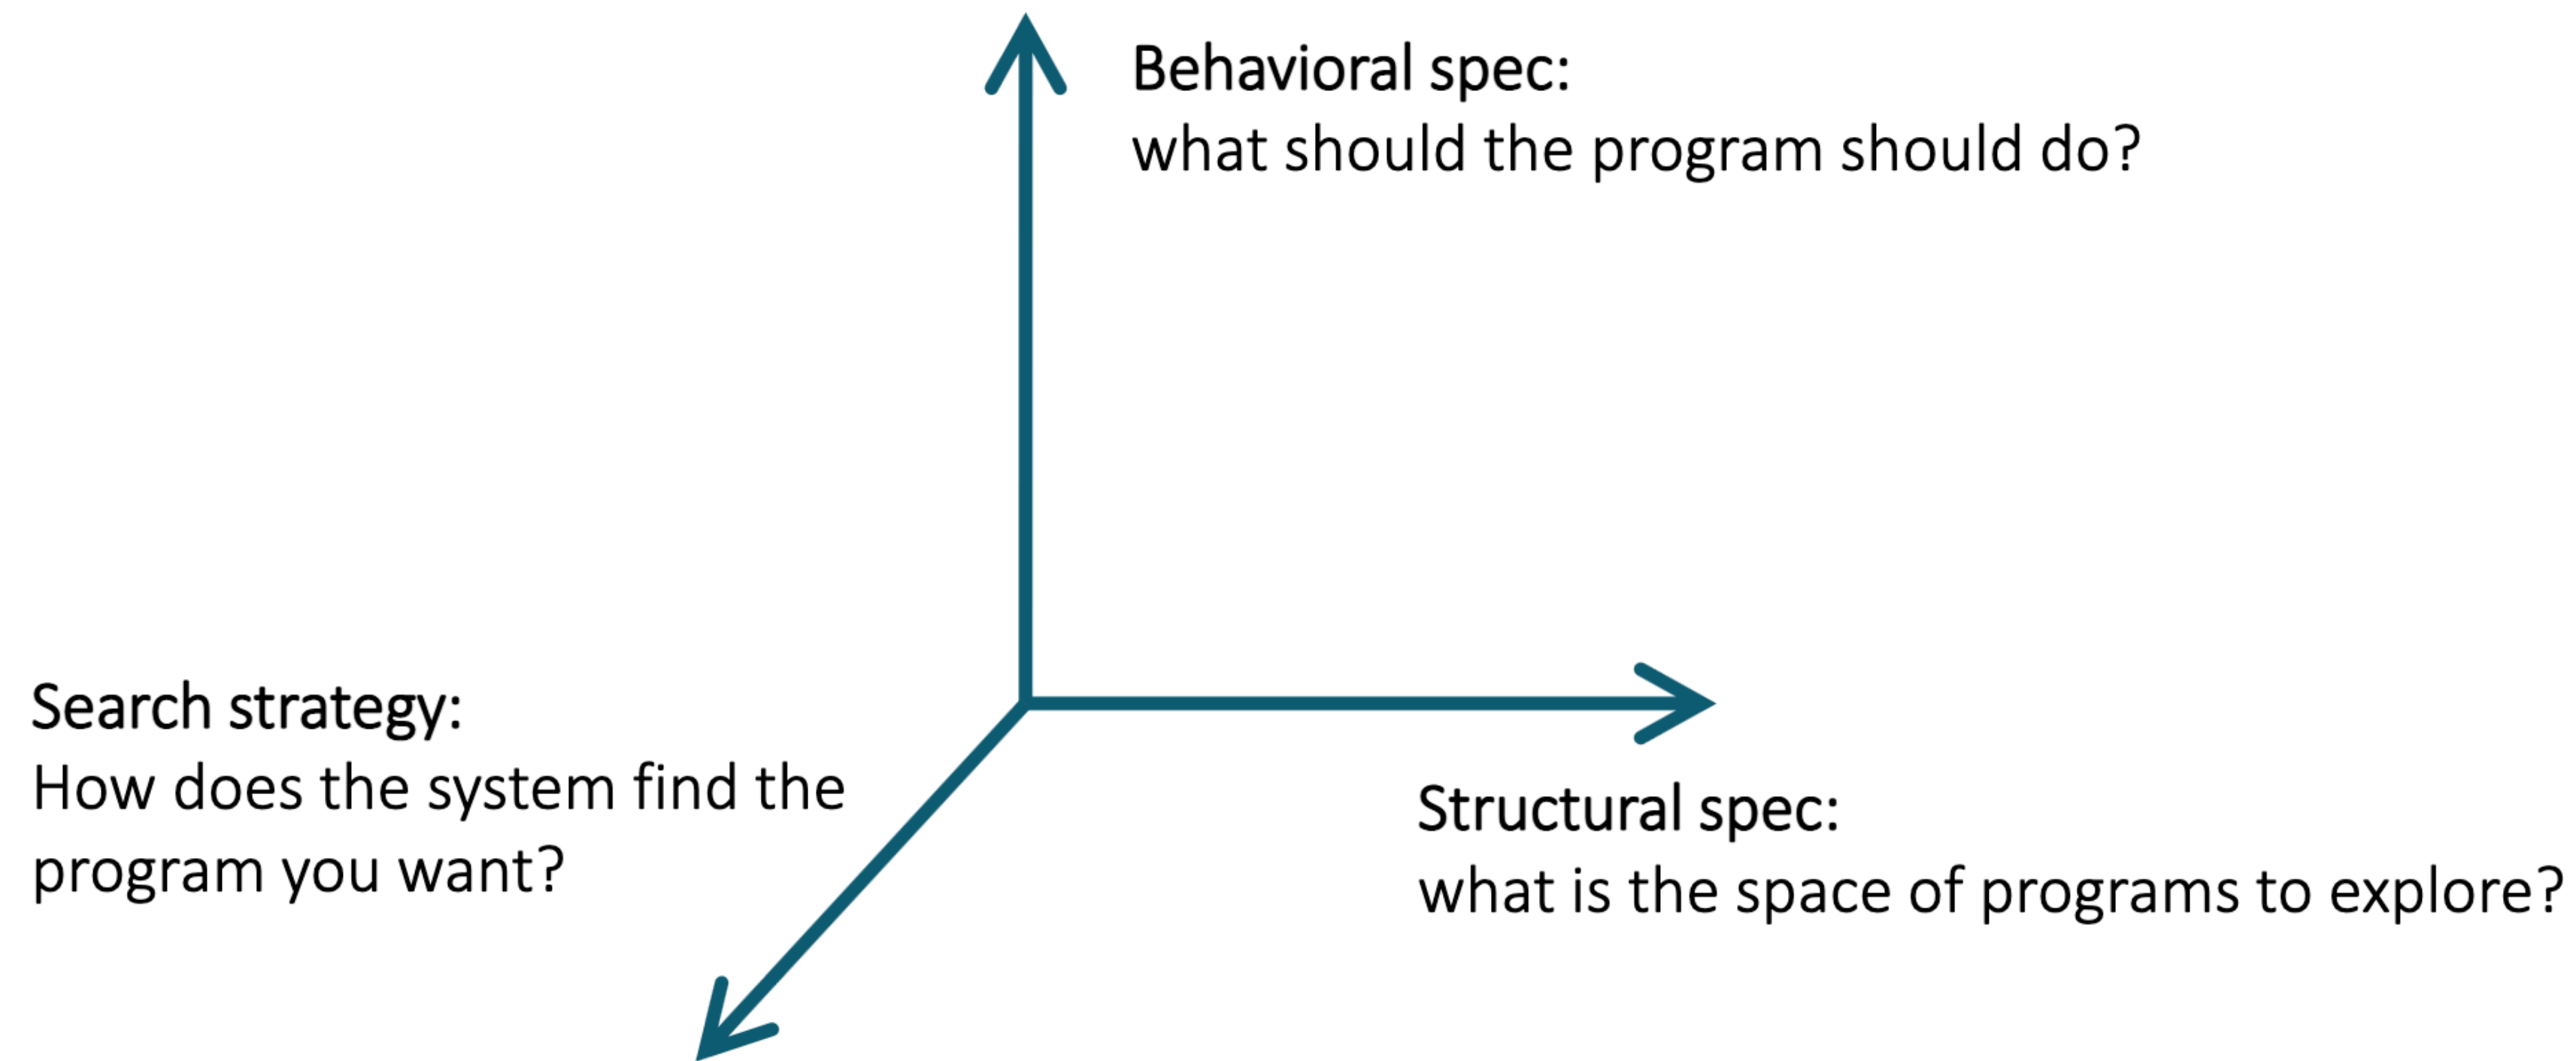 Behavioral spec:
what should the program should do?
Search strategy:
How does the system find the
program you want?
Structural spec:
what is the space of programs to explore?